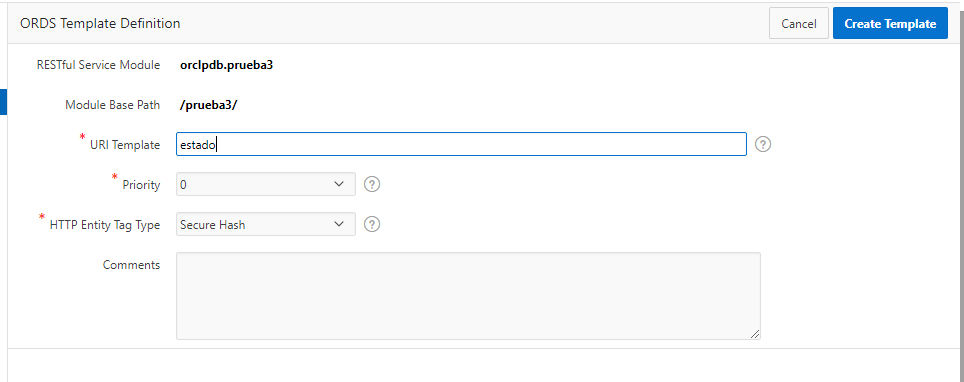 ORDS Template Definition Cancel Create Template
RESTful Service Module orclpdb.prueba3
Module Base Path /prueba3/
* URI Template estado ?
* Priority 0 ?
* HTTP Entity Tag Type Secure Hash ?
Comments